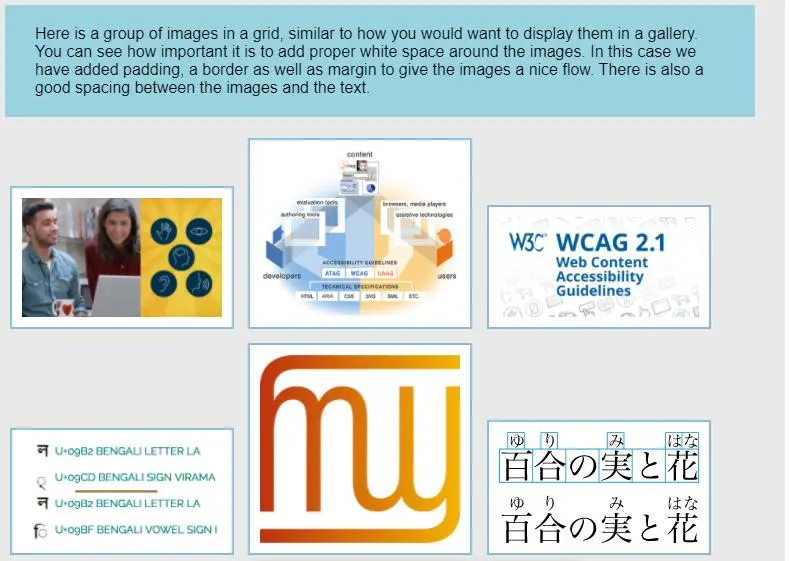 Here is a group of images in a grid, similar to how you would want to display them in a gallery.
You can see how important it is to add proper white space around the images. In this case we
have added padding, a border as well as margin to give the images a nice flow. There is also a
good spacing between the images and the text.
content
evaluation tools
browsers, media players
authoring tools
assistive technologies
developers
users
ACCESSIBILITY GUIDELINES
ATAG WCAG UAAG
TECHNICAL SPECIFICATIONS
HTML ARIA CSS SVG SMIL ETC.
W3C WCAG 2.1
Web Content
Accessibility
Guidelines
ল U+09B2 BENGALI LETTER LA
U+09CD BENGALI SIGN VIRAMA
ল U+09B2 BENGALI LETTER LA
ি U+09BF BENGALI VOWEL SIGN I
my
ゆ り み はな
百合の実と花
ゆ り み はな
百合の実と花